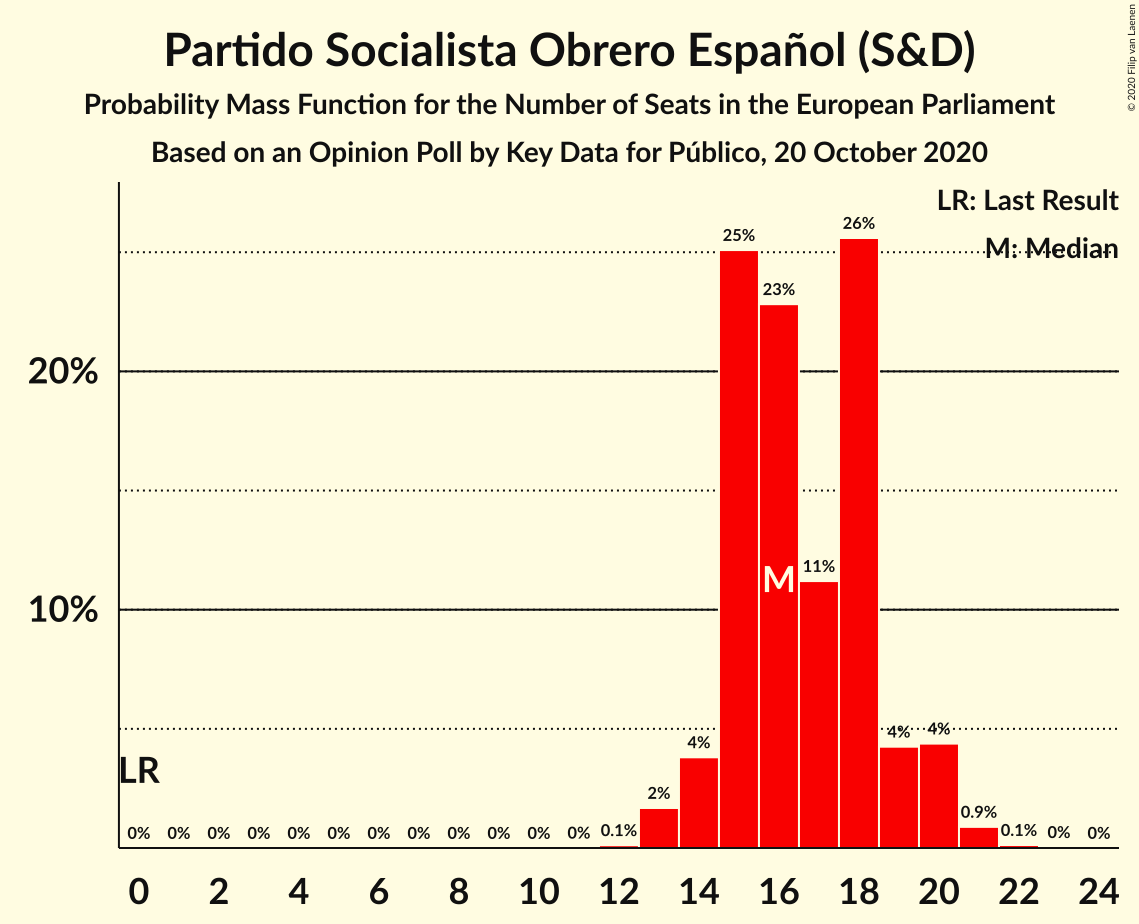 Partido Socialista Obrero Español (S&D)
Probability Mass Function for the Number of Seats in the European Parliament
Based on an Opinion Poll by Key Data for Público, 20 October 2020
© 2020 Filip van Laenen
LR: Last Result
M: Median
26%
25%
23%
20%
M
11%
10%
4%
4%
4%
LR
2%
0.9%
0% 0% 0% 0% 0% 0% 0% 0% 0% 0% 0% 0% 0.1% 0.1% 0% 0%
0 2 4 6 8 10 12 14 16 18 20 22 24